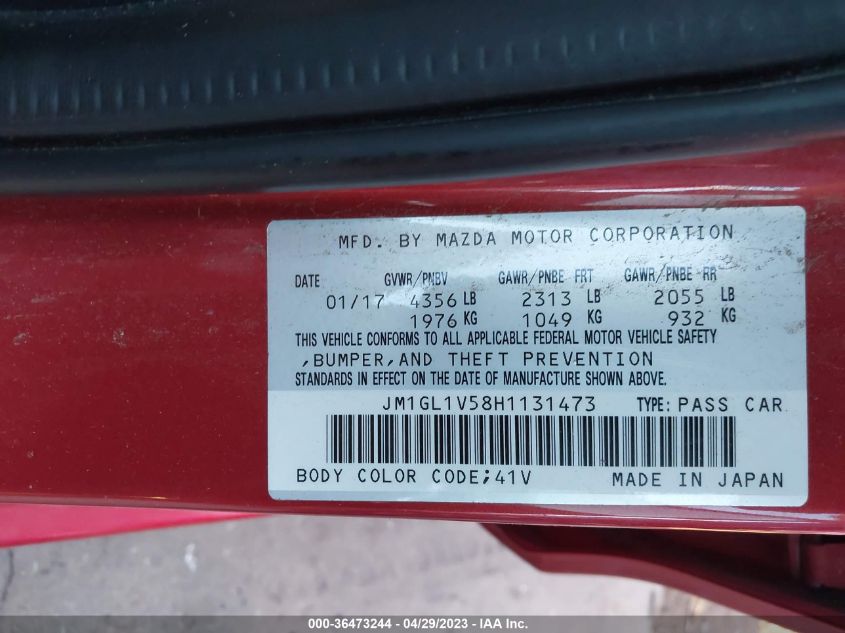 MFD. BY MAZDA MOTOR CORPORATION
DATE GVWR/PNBV GAWR/PNBE FRT GAWR/PNBE RR
01/17 4356 LB 2313 LB 2055 LB
1976 KG 1049 KG 932 KG
THIS VEHICLE CONFORMS TO ALL APPLICABLE FEDERAL MOTOR VEHICLE SAFETY
,BUMPER,AND THEFT PREVENTION
STANDARDS IN EFFECT ON THE DATE OF MANUFACTURE SHOWN ABOVE.
JM1GL1V58H1131473 TYPE: PASS CAR
BODY COLOR CODE;41V MADE IN JAPAN
000-36473244 - 04/29/2023 - IAA Inc.